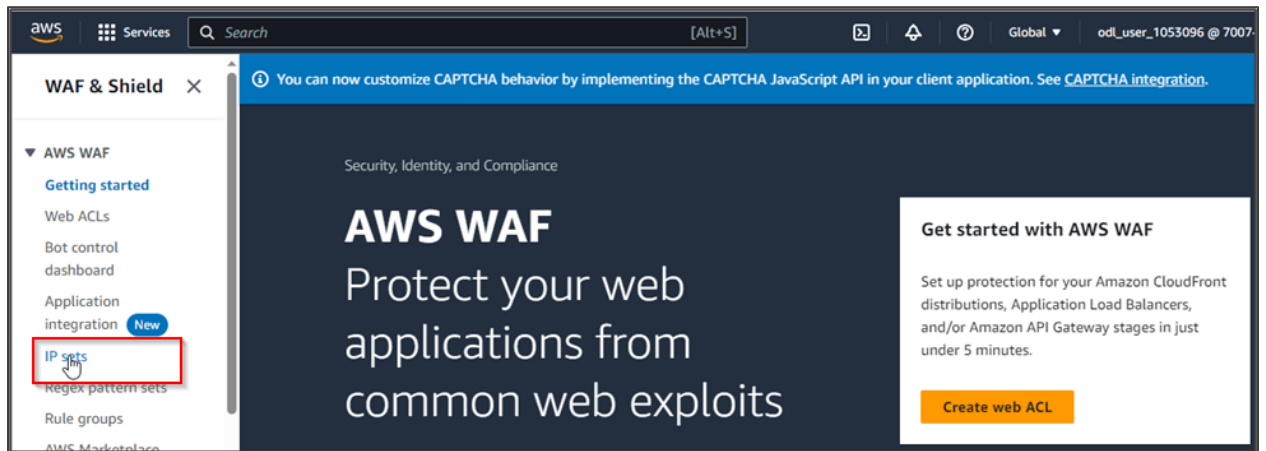 aws
Services
Search
[Alt+S]
Global
odl_user_1053096 @ 7007-
WAF & Shield
You can now customize CAPTCHA behavior by implementing the CAPTCHA JavaScript API in your client application. See CAPTCHA integration.
AWS WAF
Getting started
Web ACLs
Bot control
dashboard
Application
integration New
IP sets
Regex pattern sets
Rule groups
AWS Marketplace
Security, Identity, and Compliance
AWS WAF
Protect your web
applications from
common web exploits
Get started with AWS WAF
Set up protection for your Amazon CloudFront
distributions, Application Load Balancers,
and/or Amazon API Gateway stages in just
under 5 minutes.
Create web ACL